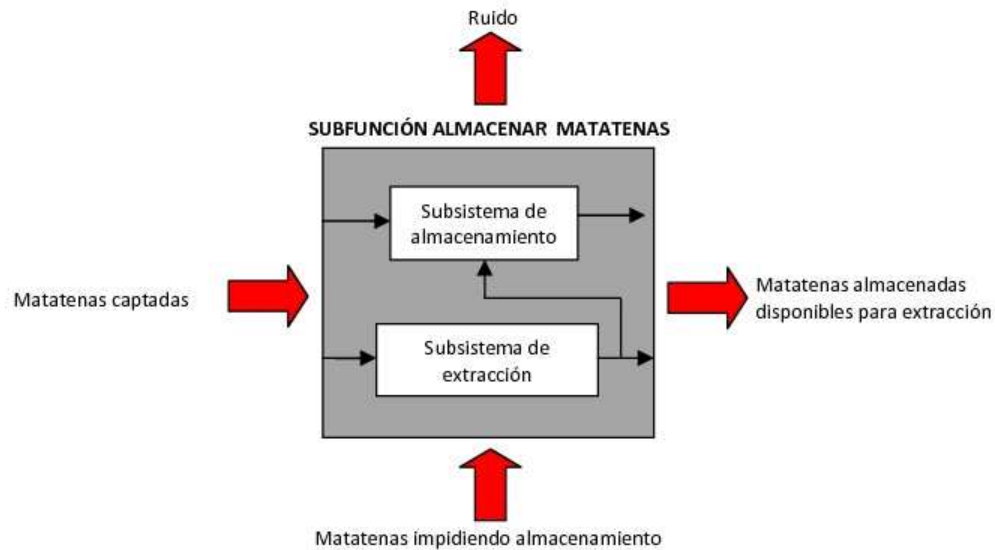 Ruido
SUBFUNCIÓN ALMACENAR MATATENAS
Subsistema de
almacenamiento
Matatenas captadas
Matatenas almacenadas
disponibles para extracción
Subsistema de
extracción
Matatenas impidiendo almacenamiento